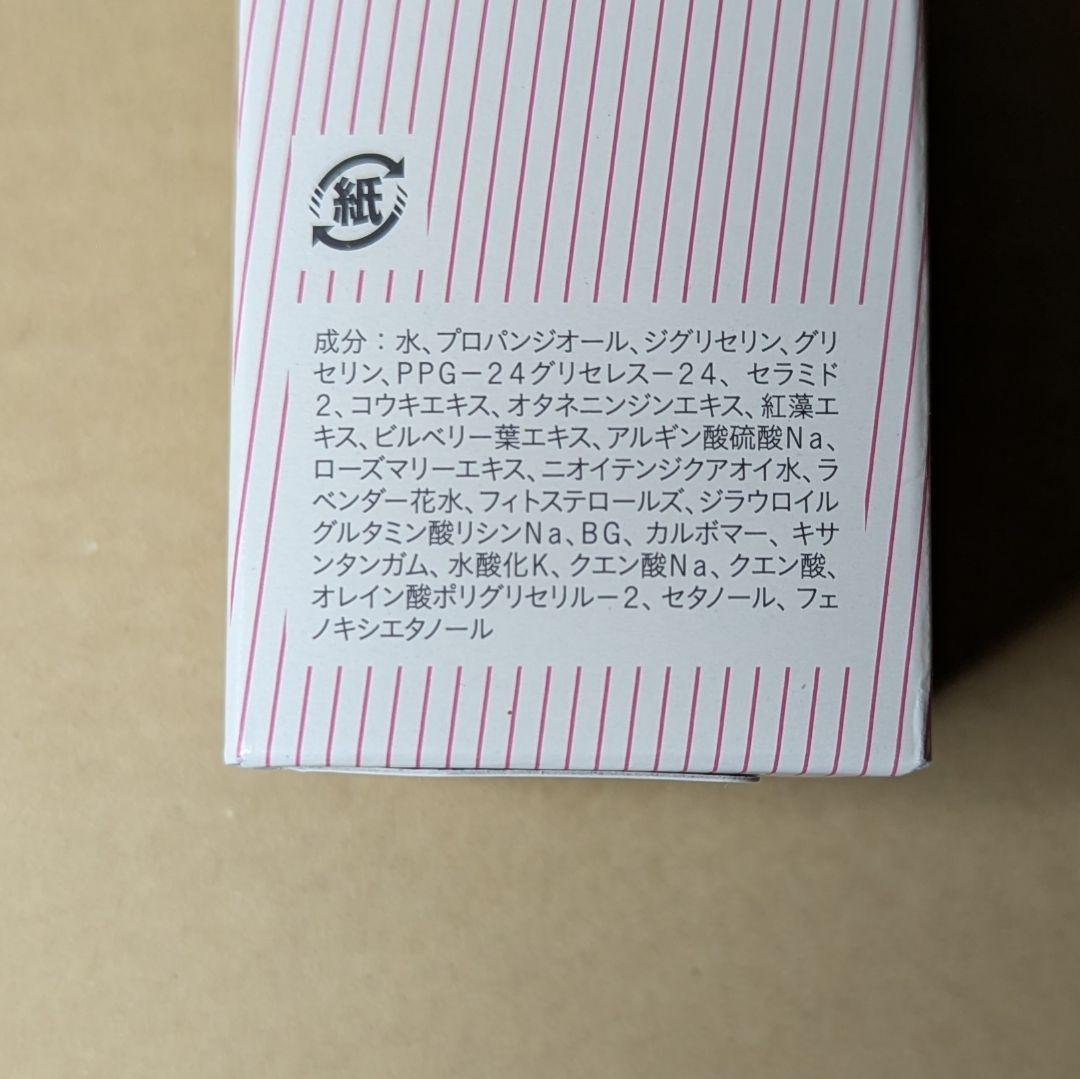 紙
成分：水、プロパンジオール、ジグリセリン、グリ
セリン、PPG－24グリセレス－24、セラミド
2、コウキエキス、オタネニンジンエキス、紅藻エ
キス、ビルベリー葉エキス、アルギン酸硫酸Na、
ローズマリーエキス、ニオイテンジクアオイ水、ラ
ベンダー花水、フィトステロールズ、ジラウロイル
グルタミン酸リシンNa、BG、カルボマー、キサ
ンタンガム、水酸化K、クエン酸Na、クエン酸、
オレイン酸ポリグリセリル－2、セタノール、フェ
ノキシエタノール